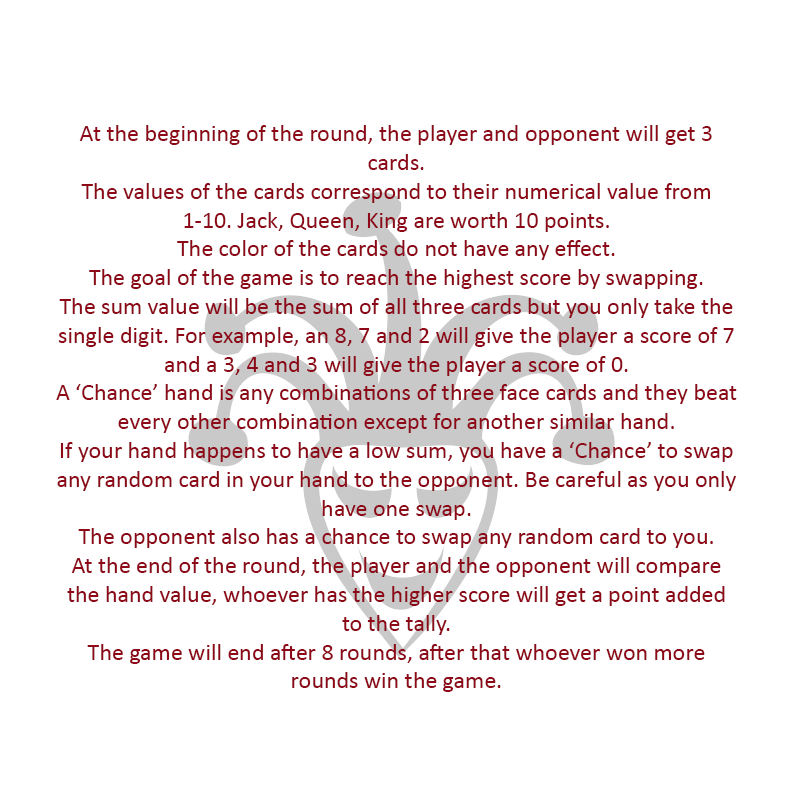 At the beginning of the round, the player and opponent will get 3
cards.
The values of the cards correspond to their numerical value from
1-10. Jack, Queen, King are worth 10 points.
The color of the cards do not have any effect.
The goal of the game is to reach the highest score by swapping.
The sum value will be the sum of all three cards but you only take the
single digit. For example, an 8, 7 and 2 will give the player a score of 7
and a 3, 4 and 3 will give the player a score of 0.
A ‘Chance’ hand is any combinations of three face cards and they beat
every other combination except for another similar hand.
If your hand happens to have a low sum, you have a ‘Chance’ to swap
any random card in your hand to the opponent. Be careful as you only
have one swap.
The opponent also has a chance to swap any random card to you.
At the end of the round, the player and the opponent will compare
the hand value, whoever has the higher score will get a point added
to the tally.
The game will end after 8 rounds, after that whoever won more
rounds win the game.